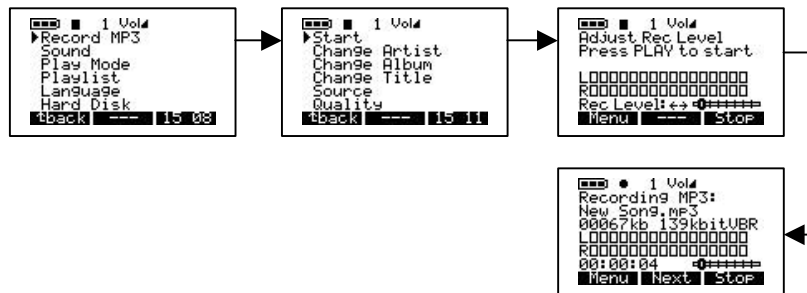 1 Vol
Record MP3
Sound
Play Mode
Playlist
Language
Hard Disk
back --- 15 08
1 Vol
Start
Change Artist
Change Album
Change Title
Source
Quality
back --- 15 11
1 Vol
Adjust Rec Level
Press PLAY to start
L
R
Rec Level:↔
Menu --- Stop
1 Vol
Recording MP3:
New Song.mp3
00067kb 139kbitVBR
L
R
00:00:04
Menu Next Stop